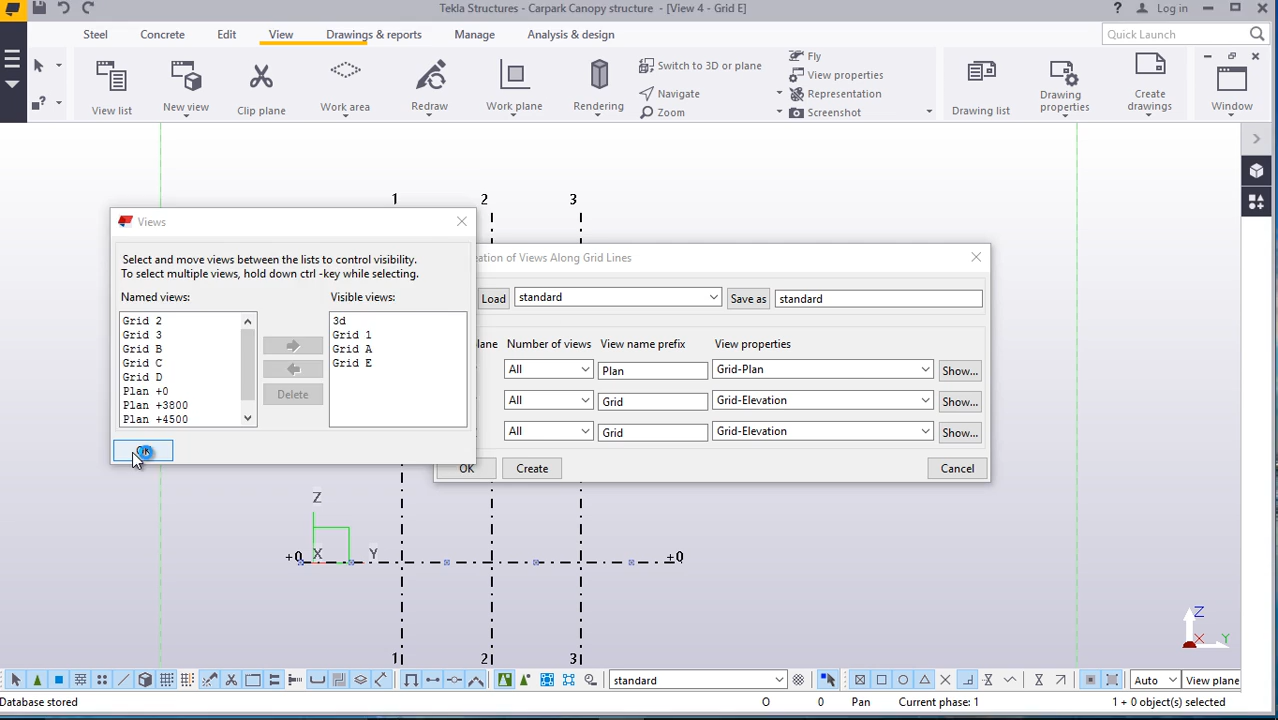 Tekla Structures - Carpark Canopy structure - [View 4 - Grid E]
? Log in
Steel Concrete Edit View Drawings & reports Manage Analysis & design Quick Launch
View list New view Clip plane Work area Redraw Work plane Rendering
Switch to 3D or plane
Navigate
Zoom
Fly
View properties
Representation
Screenshot
Drawing list Drawing properties Create drawings Window
1 2 3
Views
Select and move views between the lists to control visibility.
To select multiple views, hold down ctrl -key while selecting.
Named views: Visible views:
Grid 2
Grid 3
Grid B
Grid C
Grid D
Plan +0
Plan +3800
Plan +4500
Delete
3d
Grid 1
Grid A
Grid E
eation of Views Along Grid Lines
Load standard Save as standard
lane Number of views View name prefix View properties
All Plan Grid-Plan Show...
All Grid Grid-Elevation Show...
All Grid Grid-Elevation Show...
OK Create Cancel
Z
+0 X Y +0
1 2 3
Z
X Y
standard Auto View plane
Database stored O 0 Pan Current phase: 1 1 + 0 object(s) selected